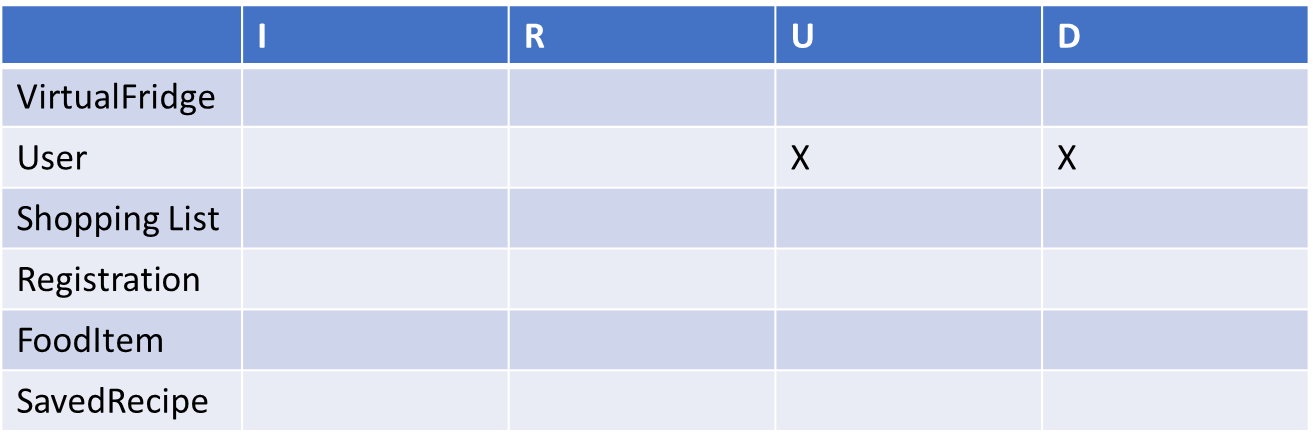 I R U D
VirtualFridge
User X X
Shopping List
Registration
FoodItem
SavedRecipe